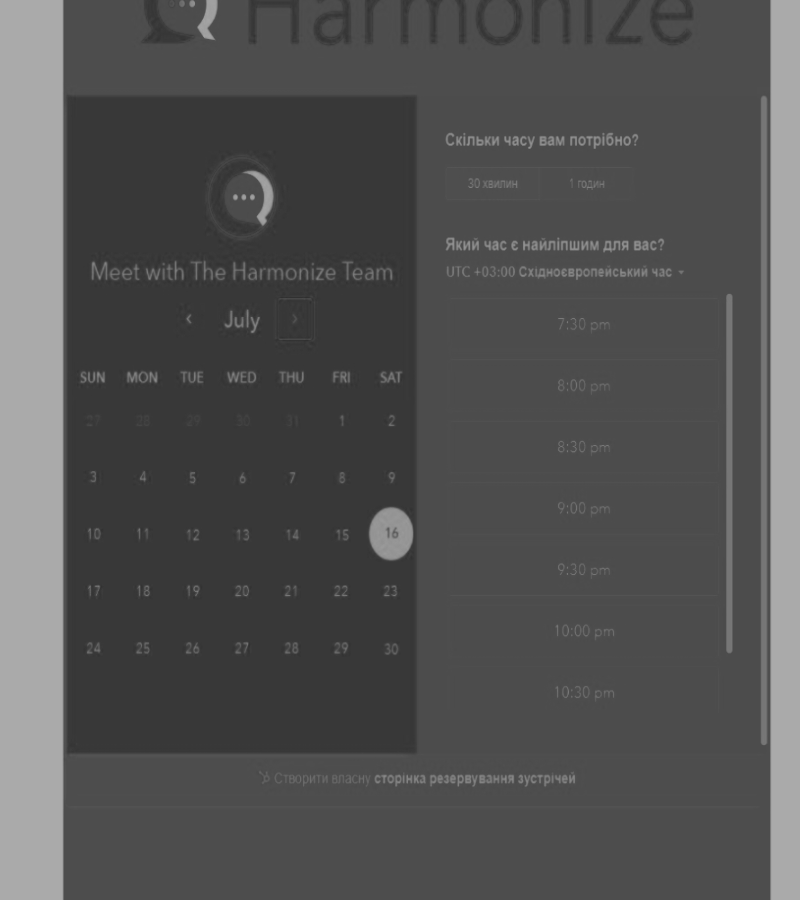 Harmonize
Meet with The Harmonize Team
July
SUN MON TUE WED THU FRI SAT
27 28 29 30 31 1 2
3 4 5 6 7 8 9
10 11 12 13 14 15 16
17 18 19 20 21 22 23
24 25 26 27 28 29 30
Скільки часу вам потрібно?
30 хвилин 1 годин
Який час є найліпшим для вас?
UTC +03:00 Східноєвропейський час
7:30 pm
8:00 pm
8:30 pm
9:00 pm
9:30 pm
10:00 pm
10:30 pm
Створити власну сторінка резервування зустрічей